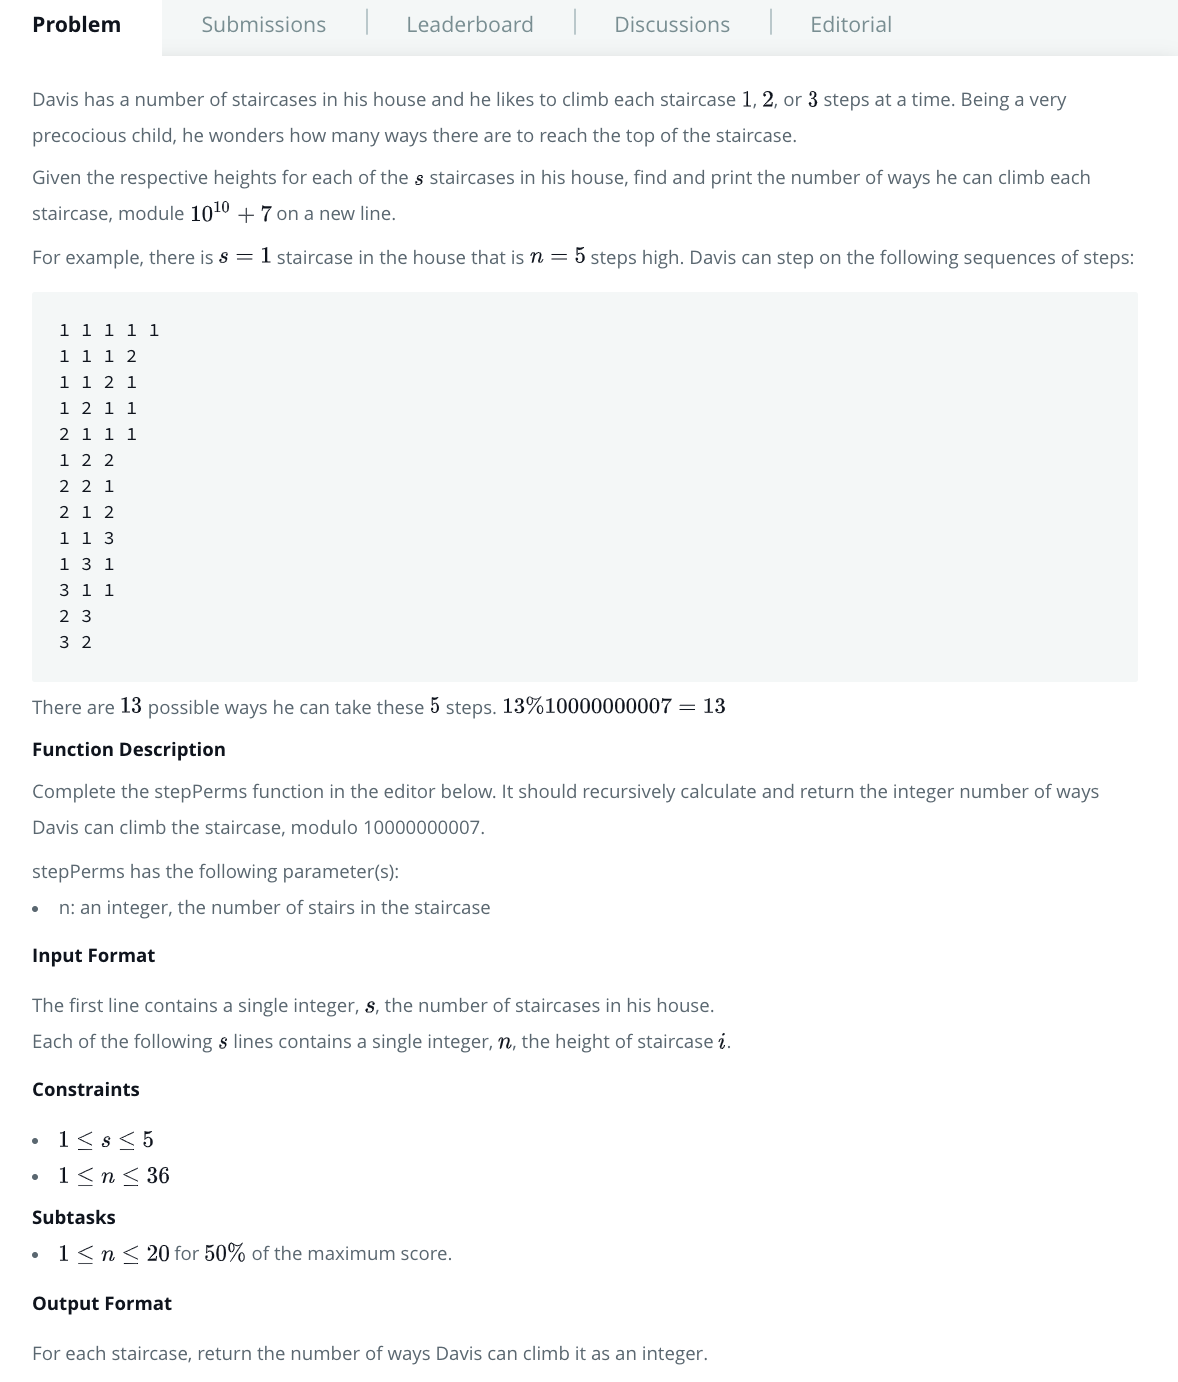 Problem
Submissions
Leaderboard
Discussions
Editorial
Davis has a number of staircases in his house and he likes to climb each staircase 1, 2, or 3 steps at a time. Being a very
precocious child, he wonders how many ways there are to reach the top of the staircase.
Given the respective heights for each of the s staircases in his house, find and print the number of ways he can climb each
staircase, module 10^10 + 7 on a new line.
For example, there is s = 1 staircase in the house that is n = 5 steps high. Davis can step on the following sequences of steps:
1 1 1 1 1
1 1 1 2
1 1 2 1
1 2 1 1
2 1 1 1
1 2 2
2 2 1
2 1 2
1 1 3
1 3 1
3 1 1
2 3
3 2
There are 13 possible ways he can take these 5 steps. 13%10000000007 = 13
Function Description
Complete the stepPerms function in the editor below. It should recursively calculate and return the integer number of ways
Davis can climb the staircase, modulo 10000000007.
stepPerms has the following parameter(s):
• n: an integer, the number of stairs in the staircase
Input Format
The first line contains a single integer, s, the number of staircases in his house.
Each of the following s lines contains a single integer, n, the height of staircase i.
Constraints
• 1 ≤ s ≤ 5
• 1 ≤ n ≤ 36
Subtasks
• 1 ≤ n ≤ 20 for 50% of the maximum score.
Output Format
For each staircase, return the number of ways Davis can climb it as an integer.